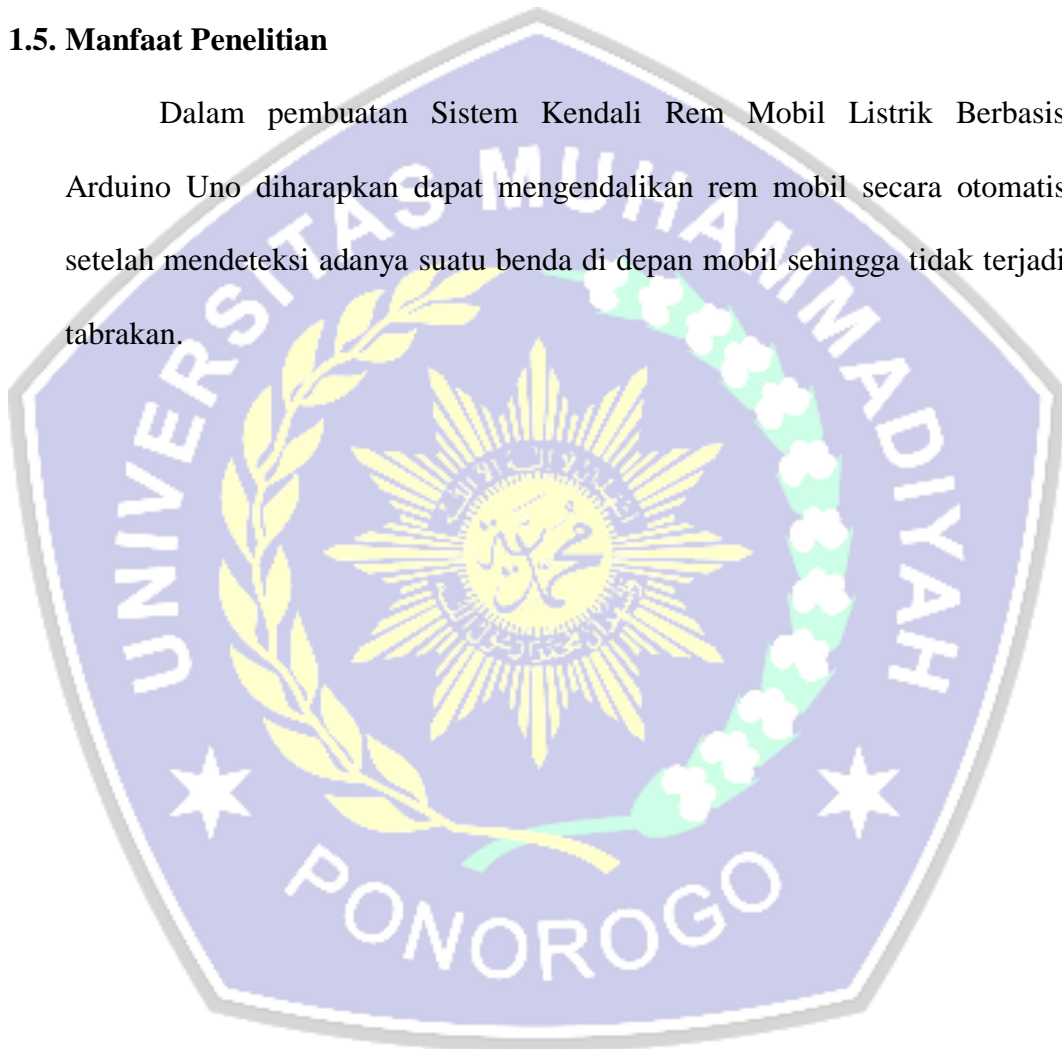 1.5. Manfaat Penelitian
Dalam pembuatan Sistem Kendali Rem Mobil Listrik Berbasis
Arduino Uno diharapkan dapat mengendalikan rem mobil secara otomatis
setelah mendeteksi adanya suatu benda di depan mobil sehingga tidak terjadi
tabrakan.
UNIVERSITAS MUHAMMADIYAH
PONOROGO